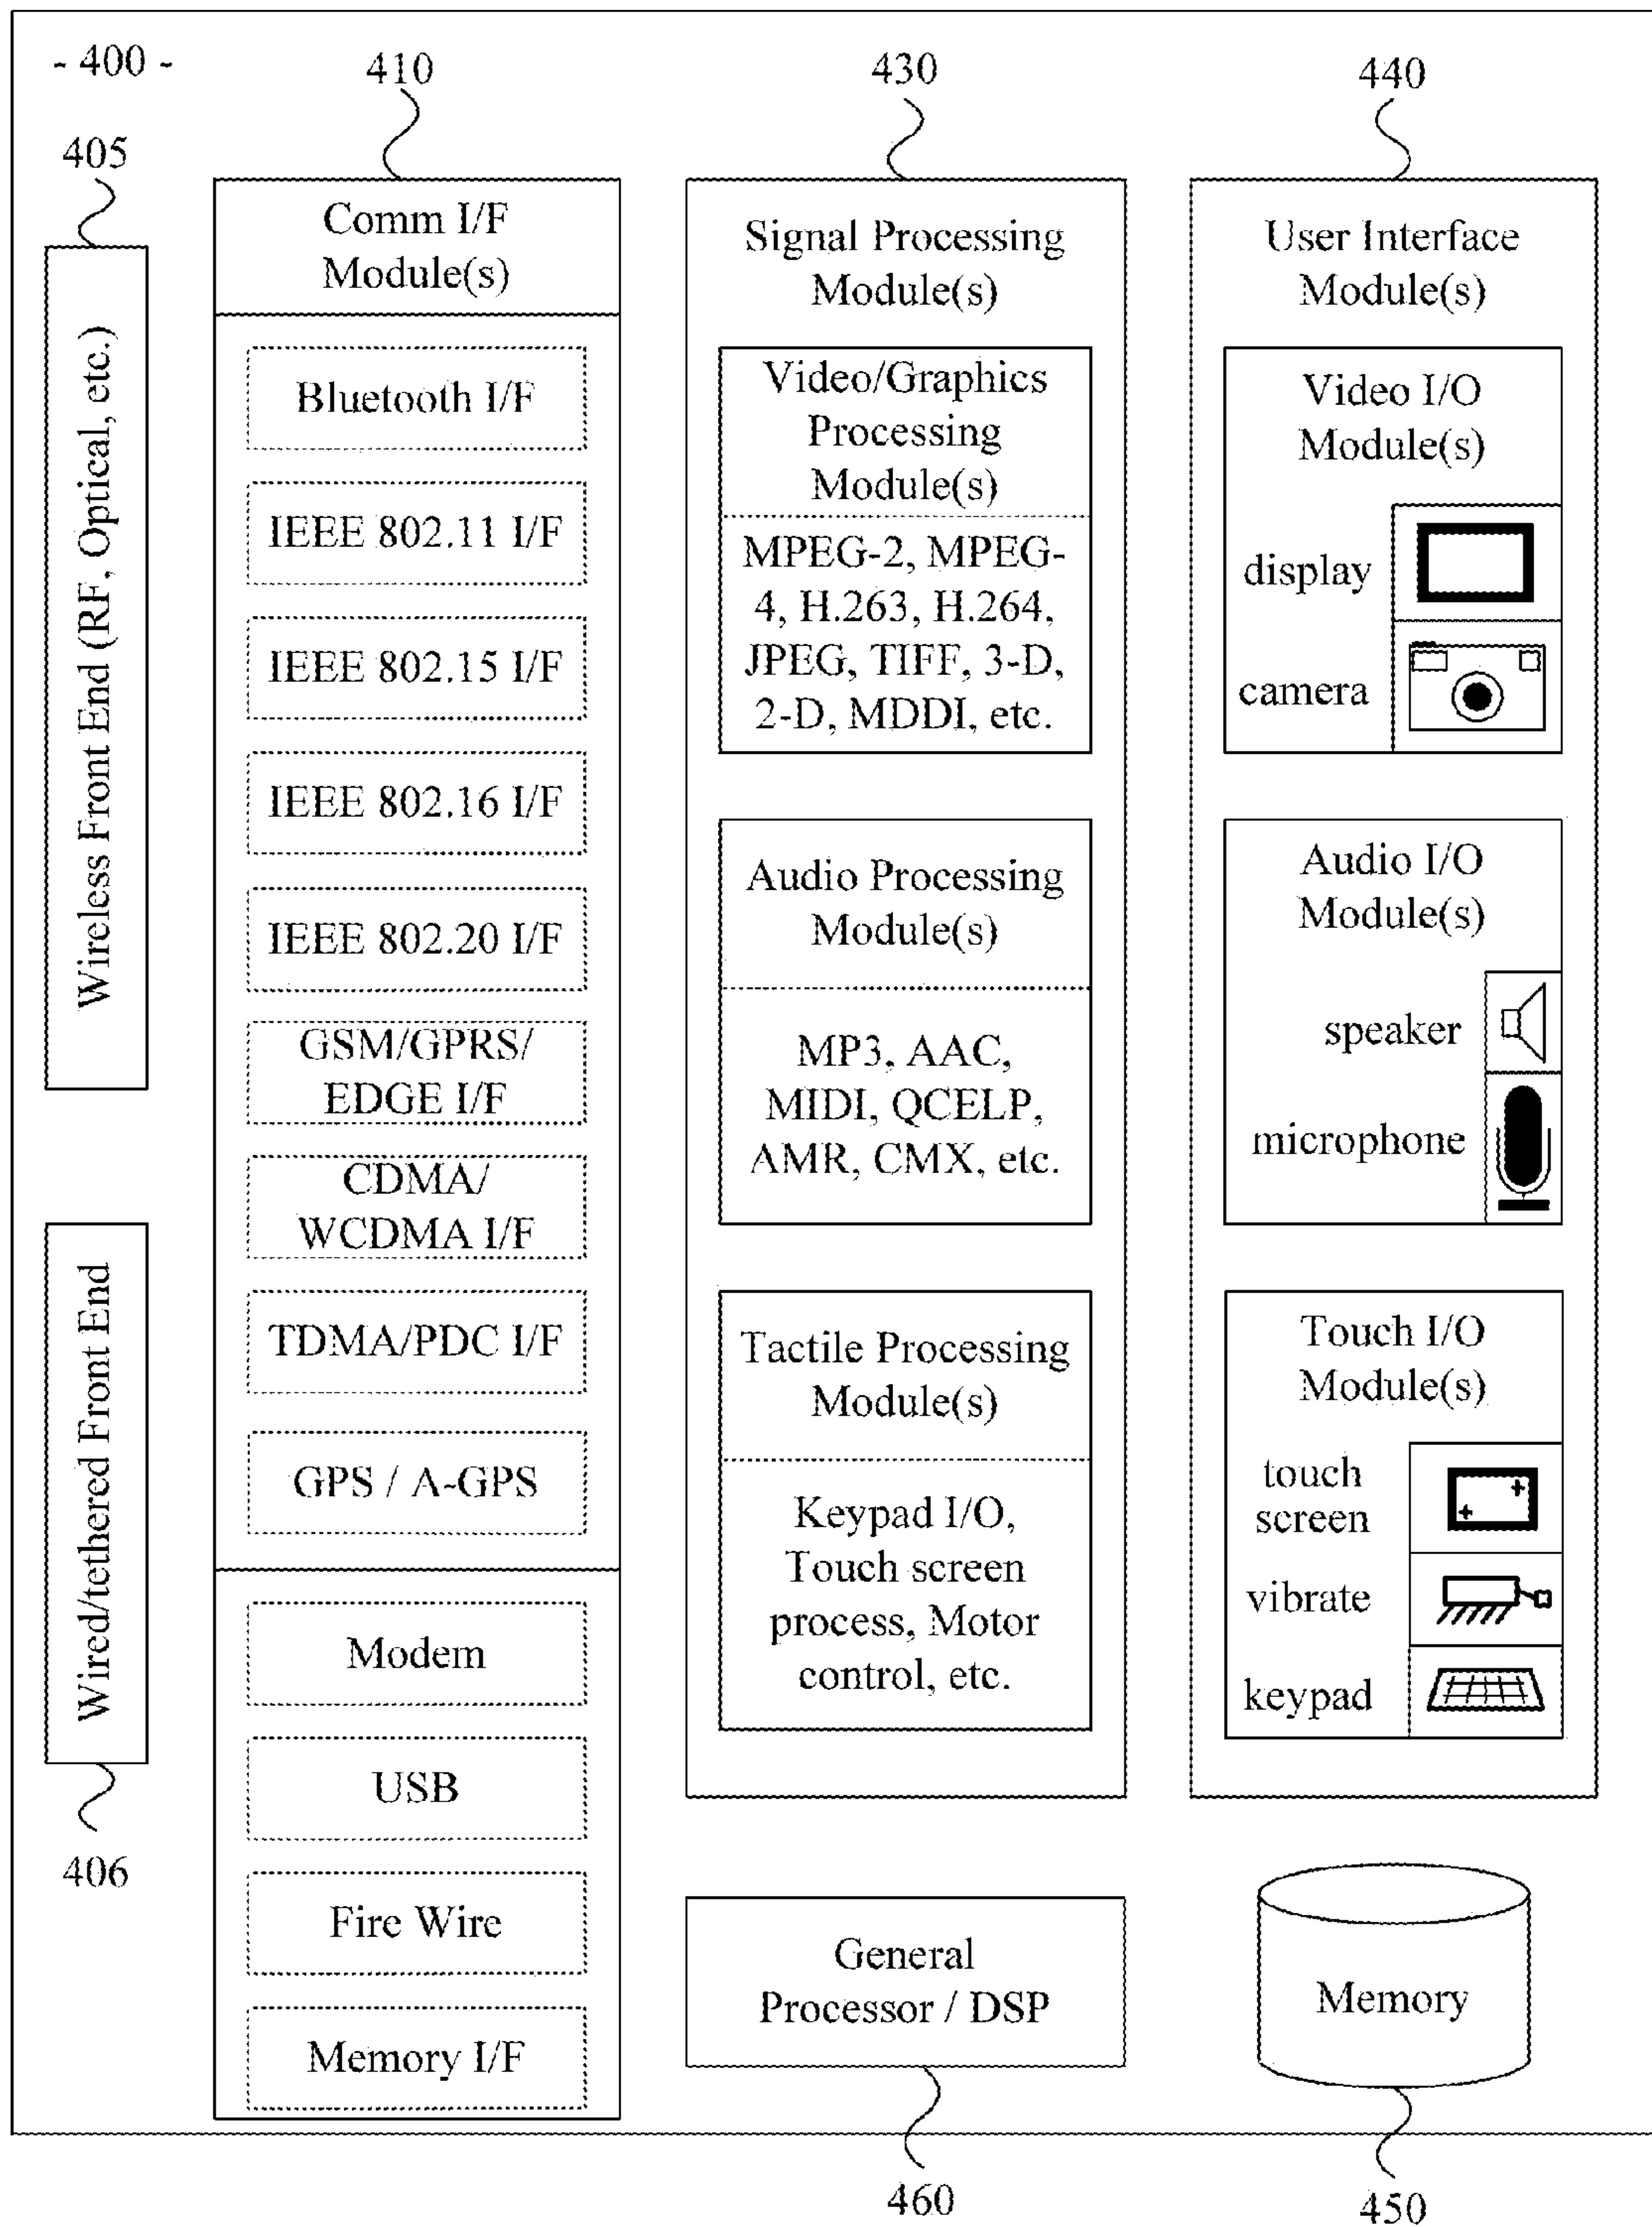 - 400 -
405
Wireless Front End (RF, Optical, etc.)
Wired/tethered Front End
406
410
Comm I/F
Module(s)
Bluetooth I/F
IEEE 802.11 I/F
IEEE 802.15 I/F
IEEE 802.16 I/F
IEEE 802.20 I/F
GSM/GPRS/
EDGE I/F
CDMA/
WCDMA I/F
TDMA/PDC I/F
GPS / A-GPS
Modem
USB
Fire Wire
Memory I/F
430
Signal Processing
Module(s)
Video/Graphics
Processing
Module(s)
MPEG-2, MPEG-
4, H.263, H.264,
JPEG, TIFF, 3-D,
2-D, MDDI, etc.
Audio Processing
Module(s)
MP3, AAC,
MIDI, QCELP,
AMR, CMX, etc.
Tactile Processing
Module(s)
Keypad I/O,
Touch screen
process, Motor
control, etc.
General
Processor / DSP
460
440
User Interface
Module(s)
Video I/O
Module(s)
display
camera
Audio I/O
Module(s)
speaker
microphone
Touch I/O
Module(s)
touch
screen
vibrate
keypad
Memory
450